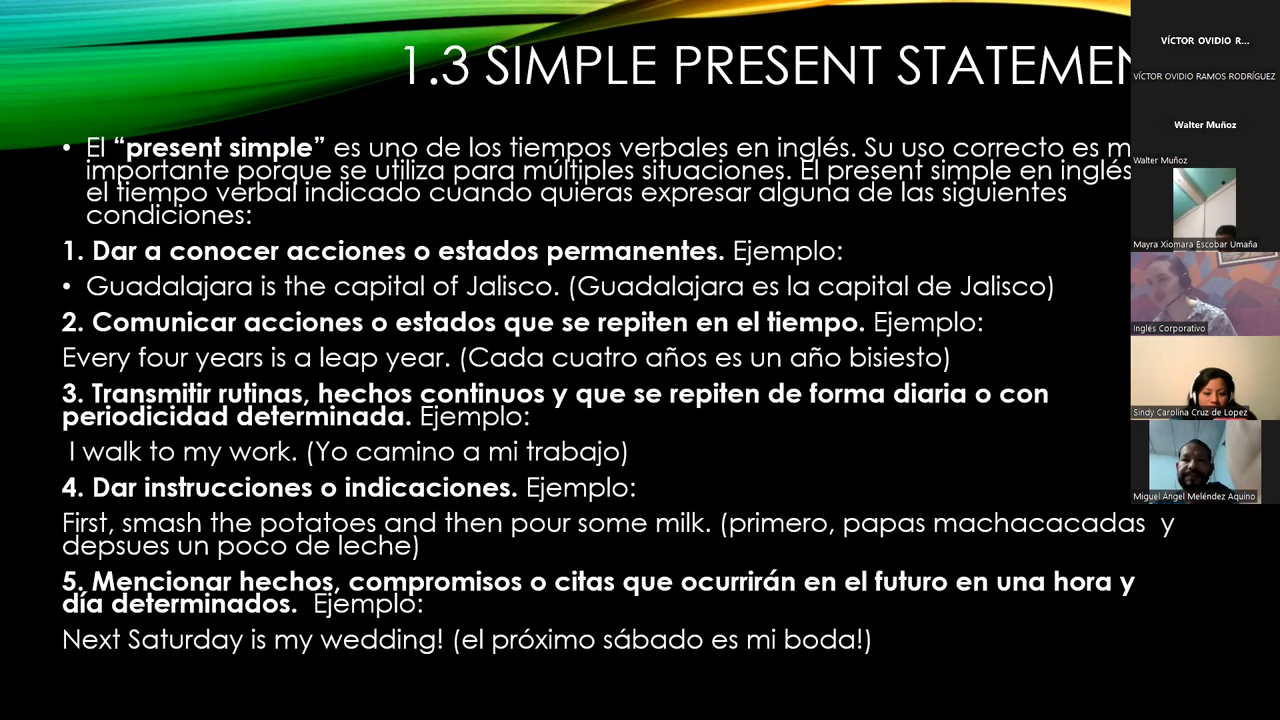 1.3 SIMPLE PRESENT STATEMEN
• El “present simple” es uno de los tiempos verbales en inglés. Su uso correcto es m
importante porque se utiliza para múltiples situaciones. El present simple en inglés
el tiempo verbal indicado cuando quieras expresar alguna de las siguientes
condiciones:
1. Dar a conocer acciones o estados permanentes. Ejemplo:
• Guadalajara is the capital of Jalisco. (Guadalajara es la capital de Jalisco)
2. Comunicar acciones o estados que se repiten en el tiempo. Ejemplo:
Every four years is a leap year. (Cada cuatro años es un año bisiesto)
3. Transmitir rutinas, hechos continuos y que se repiten de forma diaria o con
periodicidad determinada. Ejemplo:
I walk to my work. (Yo camino a mi trabajo)
4. Dar instrucciones o indicaciones. Ejemplo:
First, smash the potatoes and then pour some milk. (primero, papas machacacadas y
depsues un poco de leche)
5. Mencionar hechos, compromisos o citas que ocurrirán en el futuro en una hora y
día determinados. Ejemplo:
Next Saturday is my wedding! (el próximo sábado es mi boda!)
VÍCTOR OVIDIO R...
VÍCTOR OVIDIO RAMOS RODRÍGUEZ
Walter Muñoz
Walter Muñoz
Mayra Xiomara Escobar Umaña
Inglés Corporativo
Sindy Carolina Cruz de Lopez
Miguel Ángel Meléndez Aquino